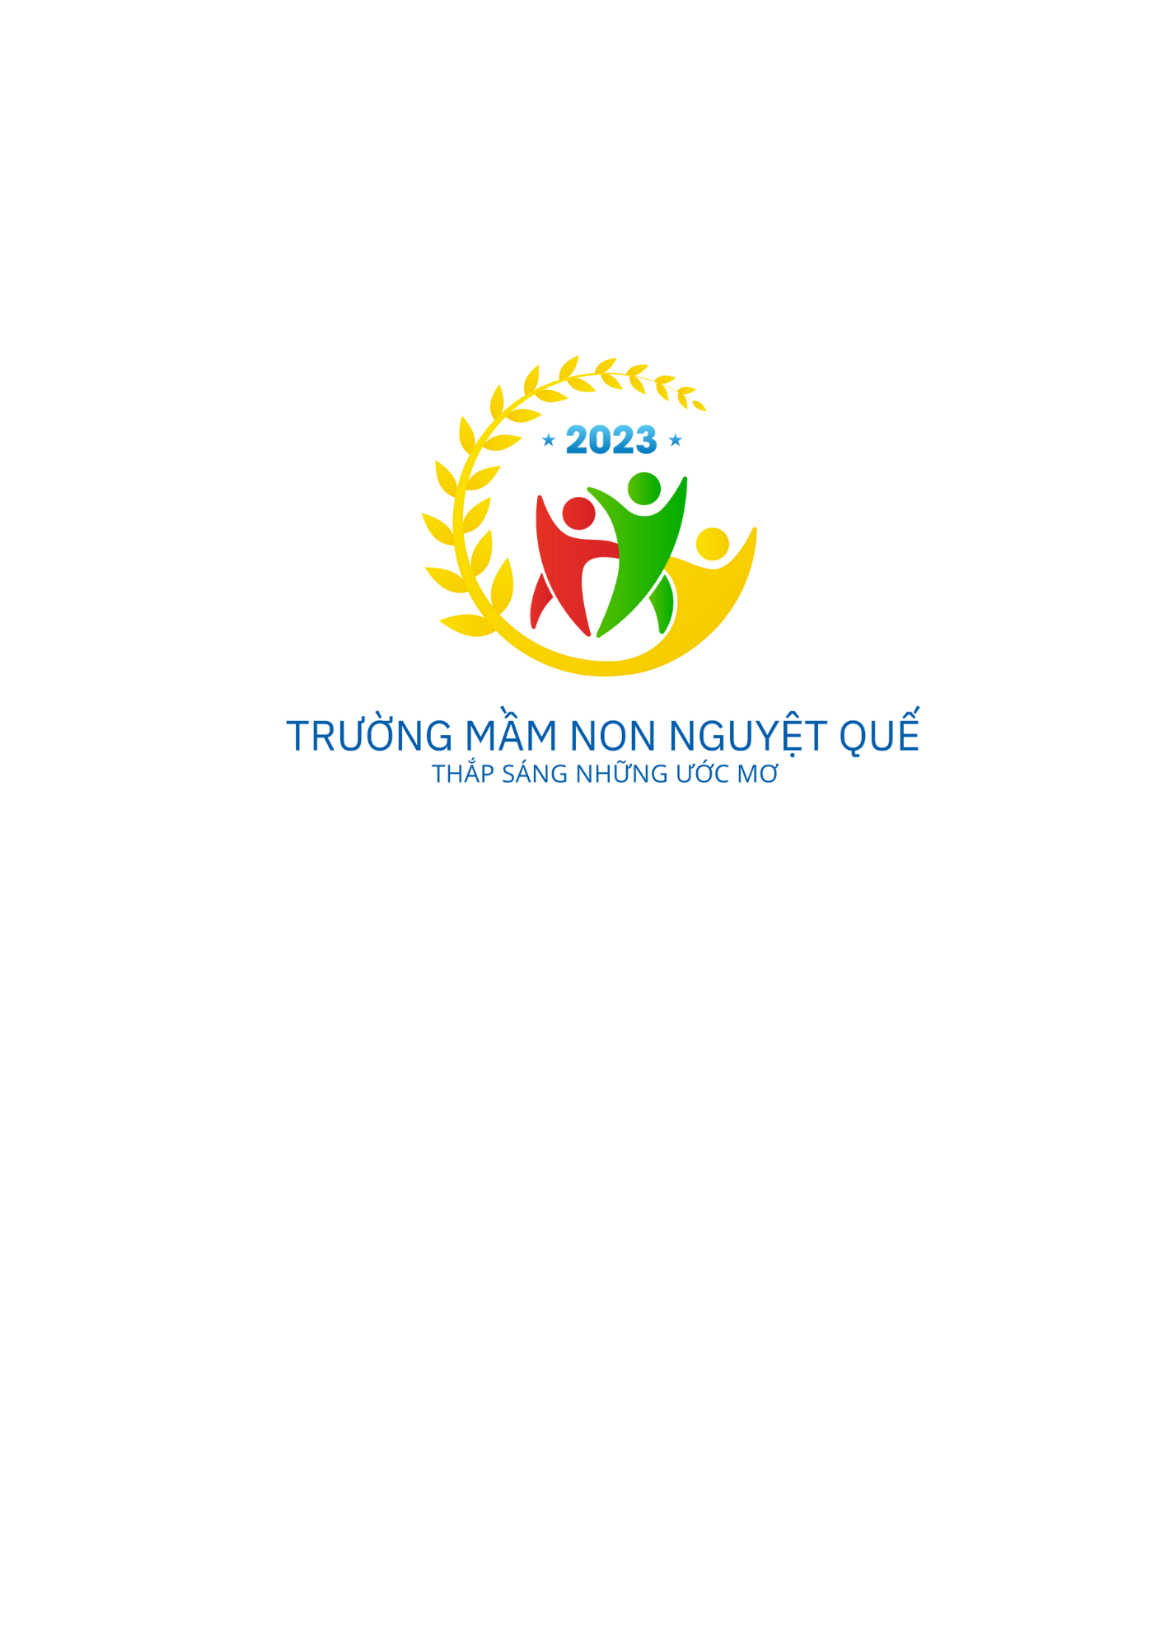 ★ 2023 ★
TRƯỜNG MẦM NON NGUYỆT QUẾ
THẮP SÁNG NHỮNG ƯỚC MƠ